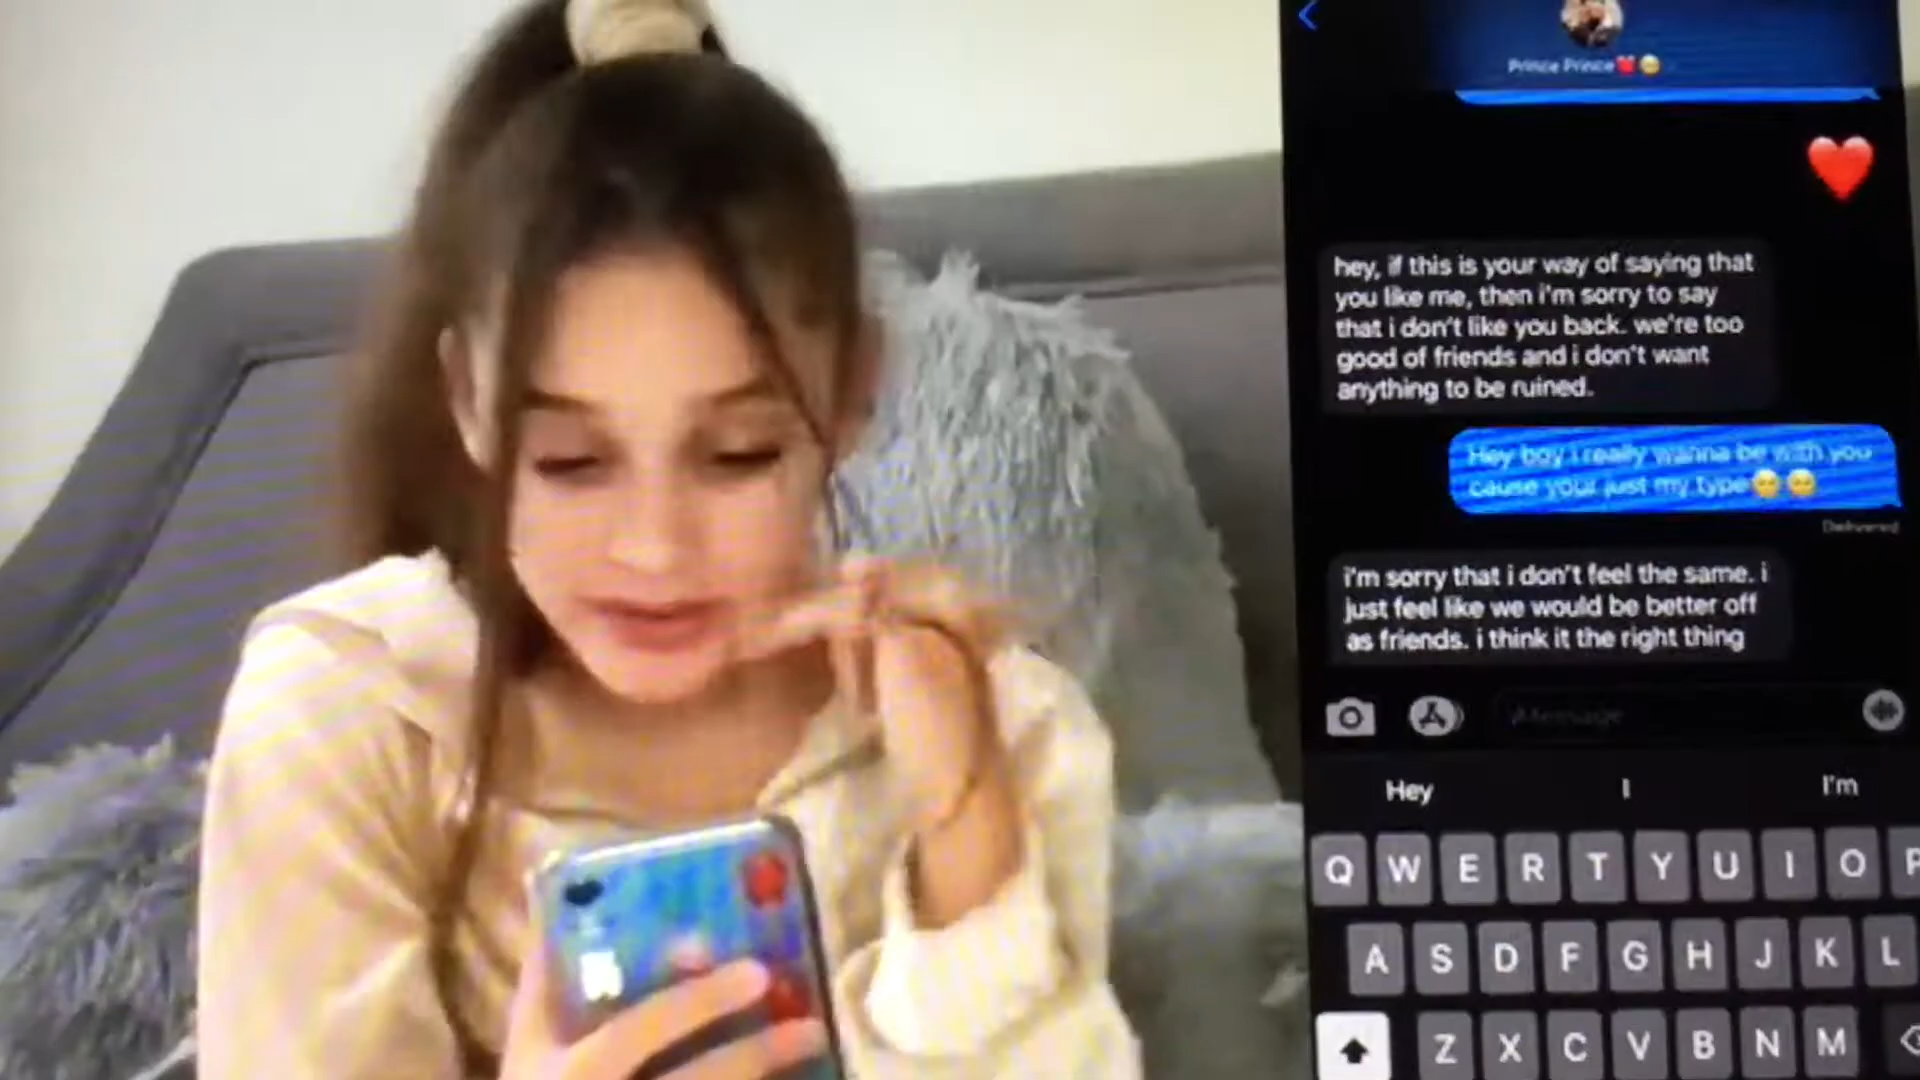 Prince Prince❤️🥺
❤️
hey, if this is your way of saying that
you like me, then i'm sorry to say
that i don't like you back. we're too
good of friends and i don't want
anything to be ruined.
Hey boy i really wanna be with you
cause your just my type🥺🥺
Delivered
i'm sorry that i don't feel the same. i
just feel like we would be better off
as friends. i think it the right thing
iMessage
Hey I I'm
Q W E R T Y U I O P
A S D F G H J K L
Z X C V B N M